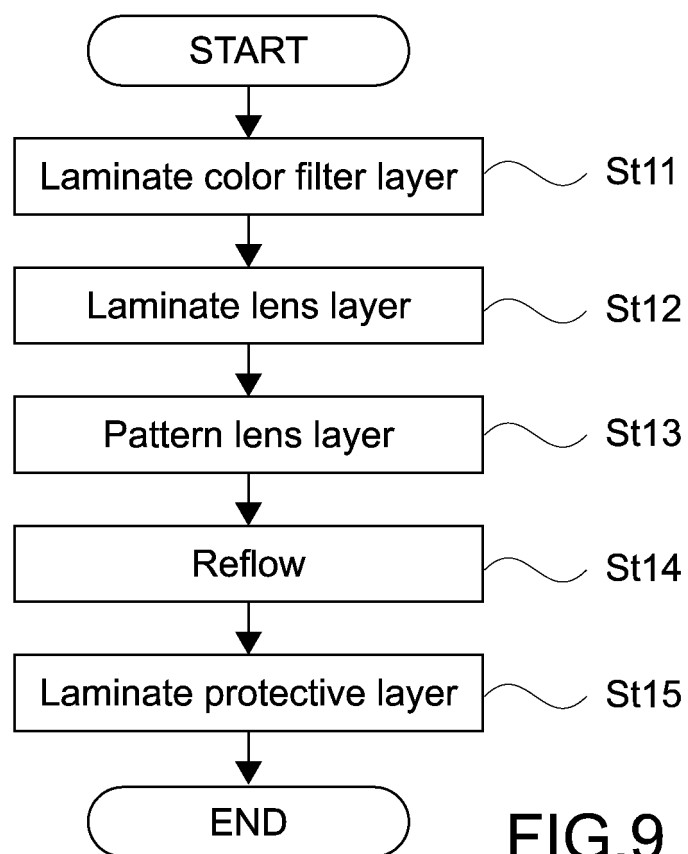 START
Laminate color filter layer St11
Laminate lens layer St12
Pattern lens layer St13
Reflow St14
Laminate protective layer St15
END
FIG.9